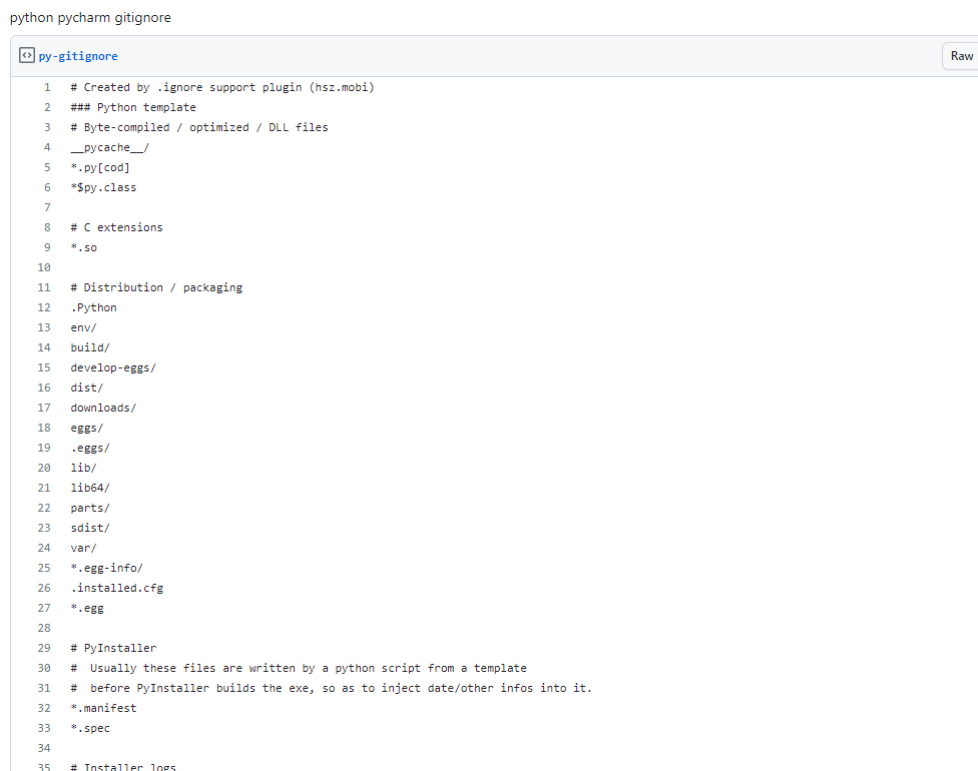 python pycharm gitignore
py-gitignore
Raw
1 # Created by .ignore support plugin (hsz.mobi)
2 ### Python template
3 # Byte-compiled / optimized / DLL files
4 __pycache__/
5 *.py[cod]
6 *$py.class
7
8 # C extensions
9 *.so
10
11 # Distribution / packaging
12 .Python
13 env/
14 build/
15 develop-eggs/
16 dist/
17 downloads/
18 eggs/
19 .eggs/
20 lib/
21 lib64/
22 parts/
23 sdist/
24 var/
25 *.egg-info/
26 .installed.cfg
27 *.egg
28
29 # PyInstaller
30 #  Usually these files are written by a python script from a template
31 #  before PyInstaller builds the exe, so as to inject date/other infos into it.
32 *.manifest
33 *.spec
34
35 # Installer logs